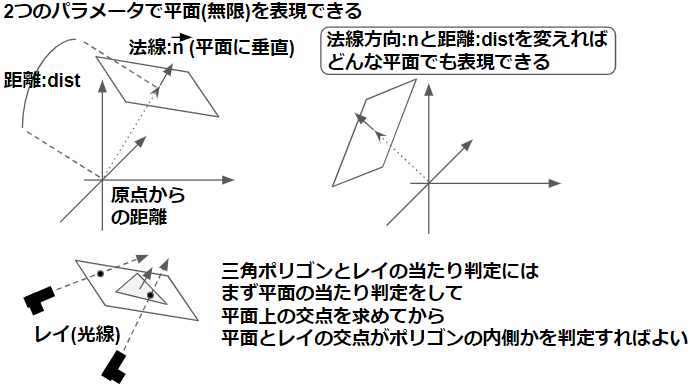 2つのパラメータで平面(無限)を表現できる
法線:n (平面に垂直)
距離:dist
原点から
の距離
法線方向:nと距離:distを変えれば
どんな平面でも表現できる
レイ(光線)
三角ポリゴンとレイの当たり判定には
まず平面の当たり判定をして
平面上の交点を求めてから
平面とレイの交点がポリゴンの内側かを判定すればよい